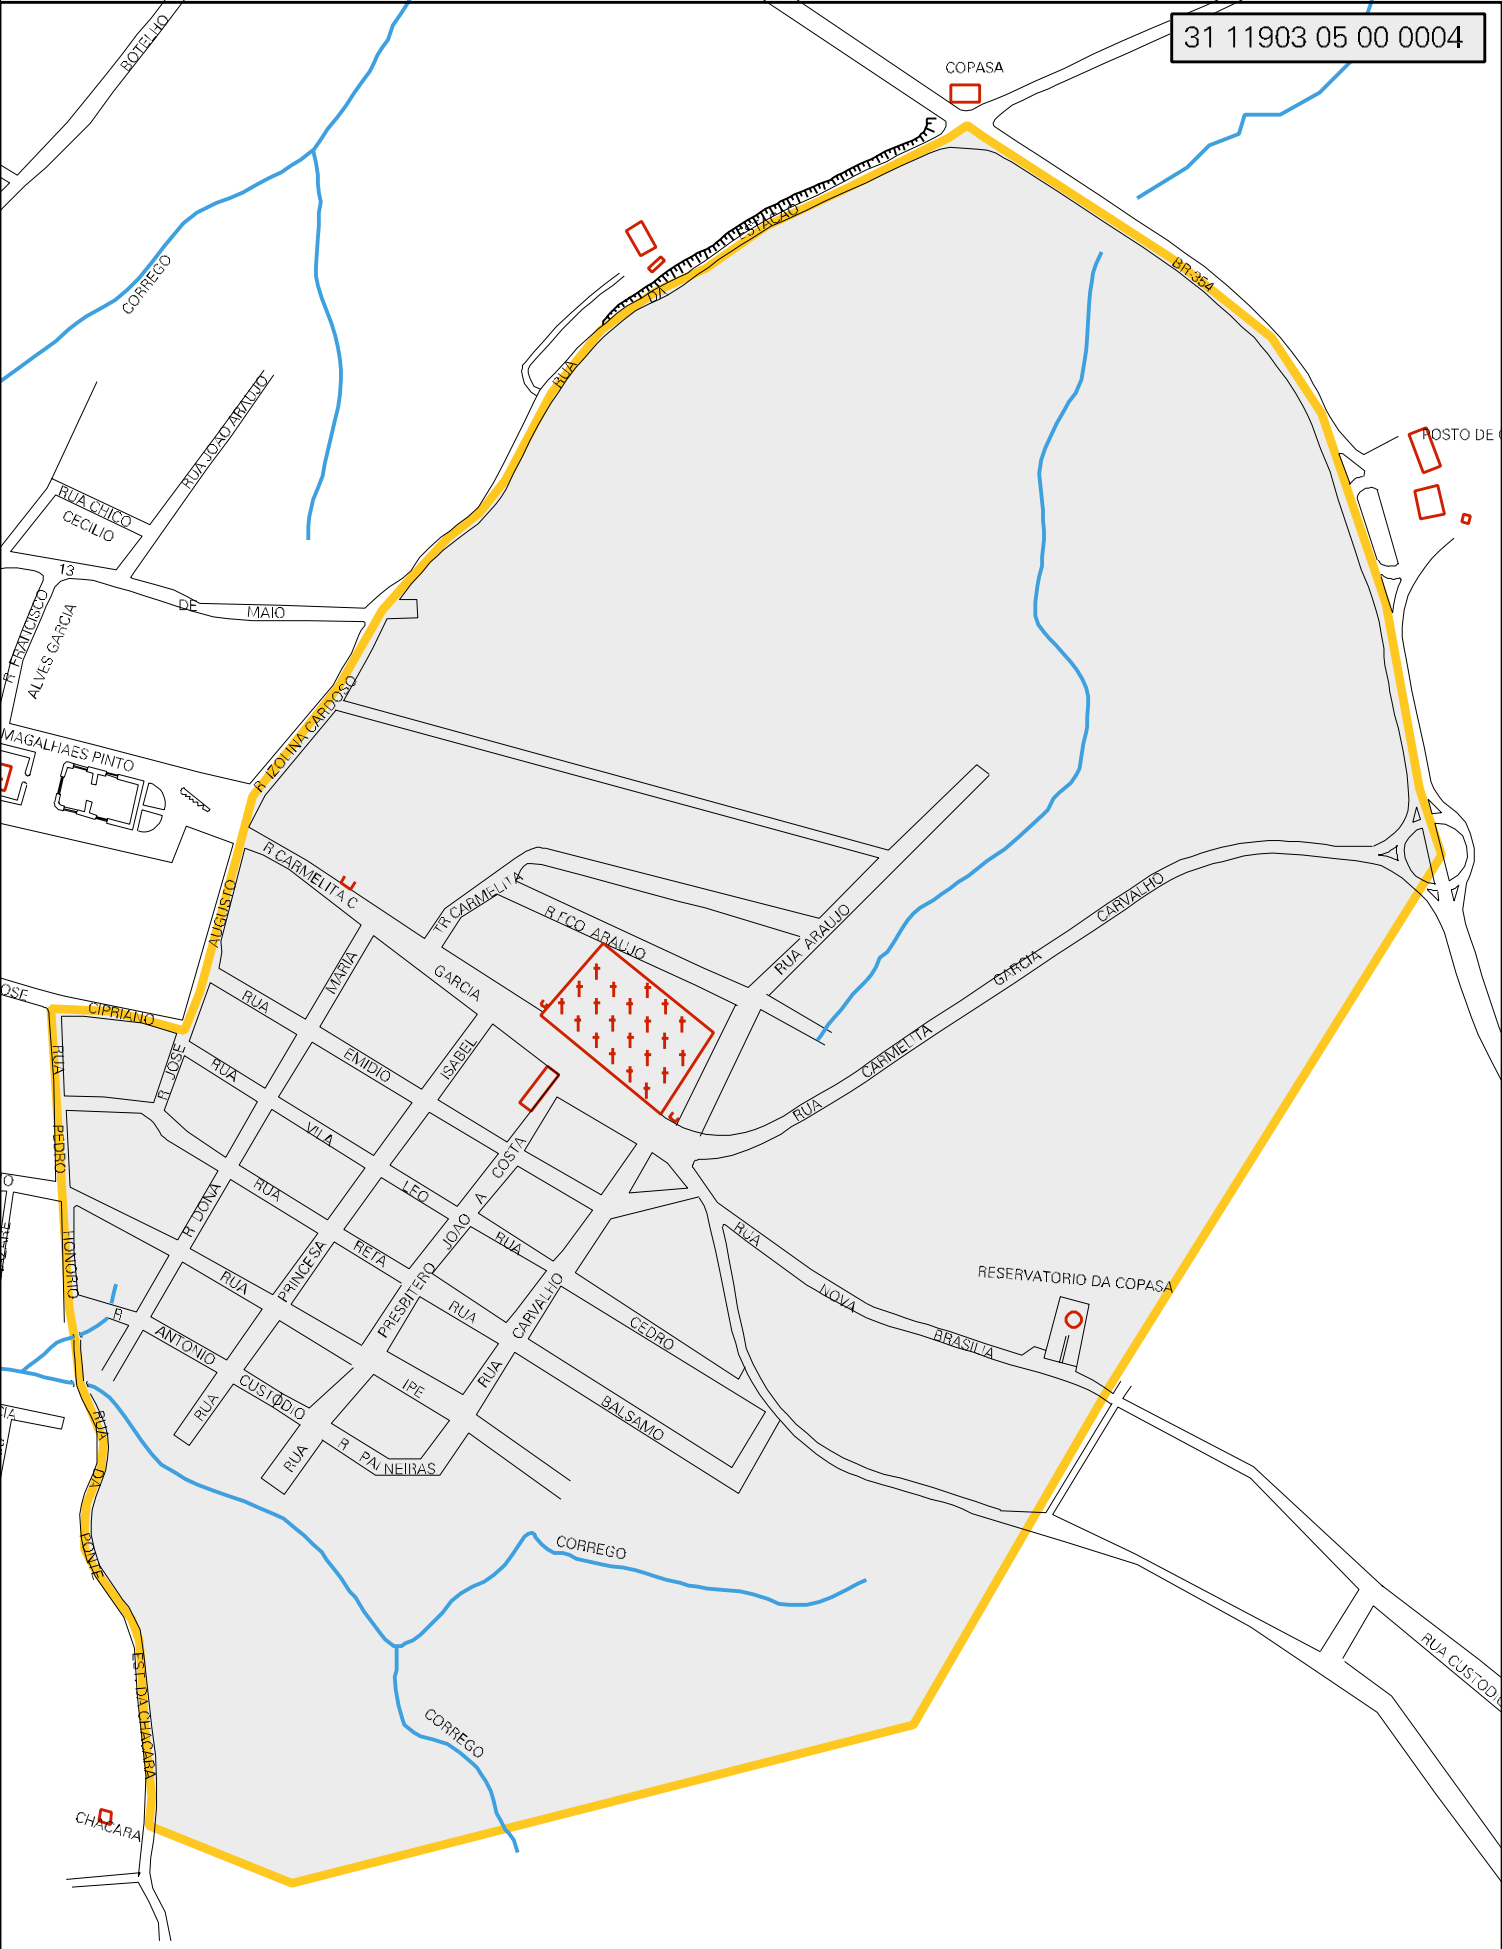 31 11903 05 00 0004
BOTELHO
COPASA
CORREGO
RUA DA ESTACAO
BR-354
POSTO DE
RUA JOAO ARAUJO
RUA CHICO
CECILIO
13 DE MAIO
R FRANCISCO
ALVES GARCIA
MAGALHAES PINTO
R IZOLINA CARDOSO
R CARMELITA C
TR CARMELITA
R FCO ARAUJO
RUA ARAUJO
RUA CARMELITA GARCIA CARVALHO
AUGUSTO
MARIA
GARCIA
OSE
CIPRIANO
RUA
EMIDIO
ISABEL
R JOSE
RUA
VILA
RUA
PEDRO
HONORIO
R DONA
RUA
LEO
COSTA
A
JOAO
PRESBITERO
RUA
RETA
PRINCESA
RUA
RUA
CARVALHO
RUA
CEDRO
RUA
NOVA
BRASILIA
RESERVATORIO DA COPASA
R
ANTONIO
CUSTODIO
RUA
RUA
IPE
BALSAMO
R PAINEIRAS
RUA
DA
PONTE
CORREGO
CORREGO
EST. DA CHACARA
CHACARA
RUA CUSTODIO